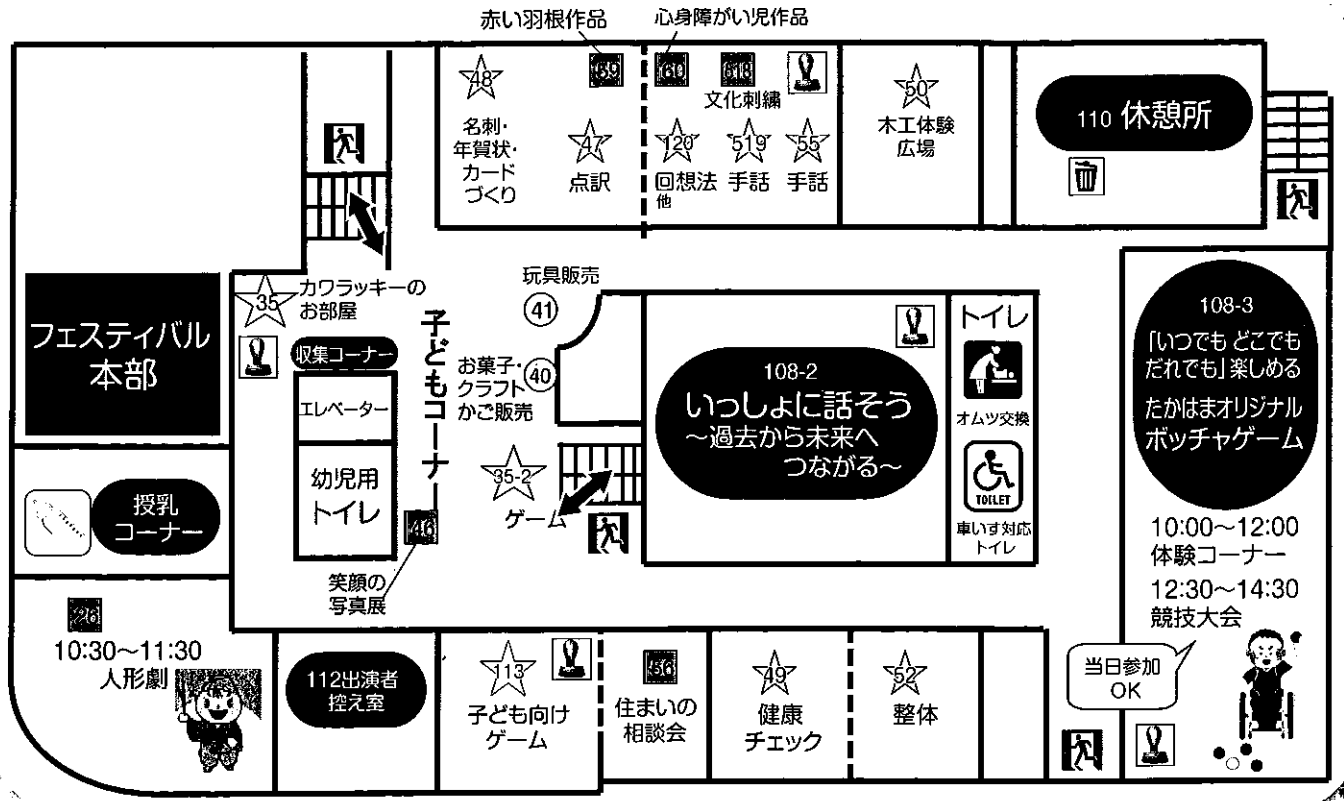 赤い羽根作品
心身障がい児作品
48
59
60
618
文化刺繍
50
木工体験
広場
110 休憩所
名刺・
年賀状・
カード
づくり
47
点訳
120
回想法
他
519
手話
55
手話
35
カワラッキーの
お部屋
収集コーナー
エレベーター
幼児用
トイレ
子どもコーナー
玩具販売
41
お菓子・
クラフト
かご販売
40
35-2
ゲーム
46
笑顔の
写真展
フェスティバル
本部
授乳
コーナー
108-2
いっしょに話そう
～過去から未来へ
つながる～
トイレ
オムツ交換
TOILET
車いす対応
トイレ
108-3
「いつでも どこでも
だれでも」楽しめる
たかはまオリジナル
ボッチャゲーム
10:00～12:00
体験コーナー
12:30～14:30
競技大会
当日参加
OK
26
10:30～11:30
人形劇
112出演者
控え室
113
子ども向け
ゲーム
56
住まいの
相談会
49
健康
チェック
52
整体